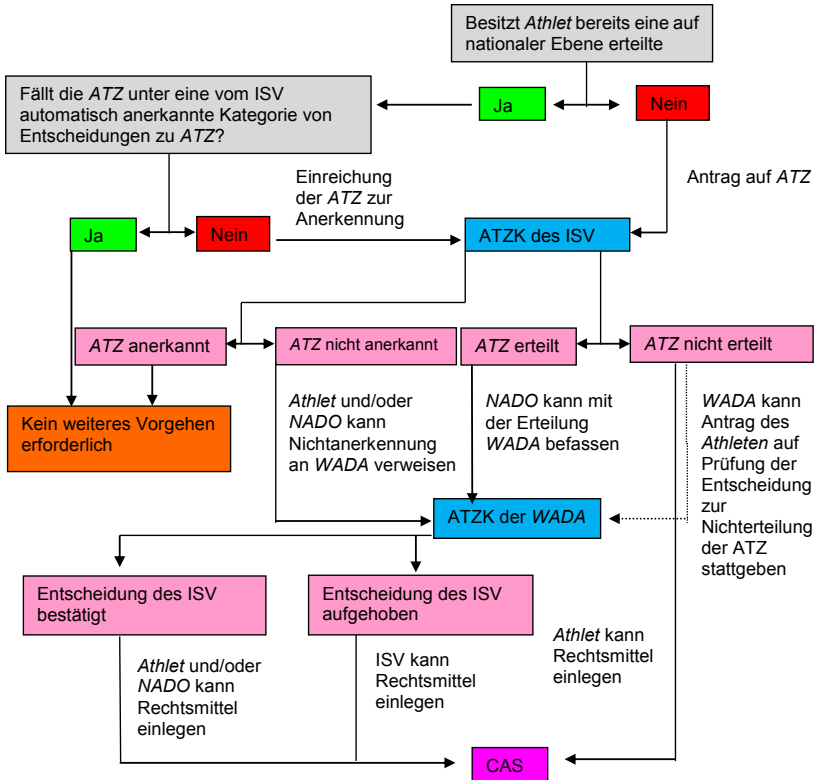 Besitzt Athlet bereits eine auf
nationaler Ebene erteilte
Fällt die ATZ unter eine vom ISV
automatisch anerkannte Kategorie von
Entscheidungen zu ATZ?
Ja
Nein
Einreichung
der ATZ zur
Anerkennung
Antrag auf ATZ
Ja
Nein
ATZK des ISV
ATZ anerkannt
ATZ nicht anerkannt
ATZ erteilt
ATZ nicht erteilt
Kein weiteres Vorgehen
erforderlich
Athlet und/oder
NADO kann
Nichtanerkennung
an WADA verweisen
NADO kann mit
der Erteilung
WADA befassen
WADA kann
Antrag des
Athleten auf
Prüfung der
Entscheidung
zur
Nichterteilung
der ATZ
stattgeben
ATZK der WADA
Entscheidung des ISV
bestätigt
Entscheidung des ISV
aufgehoben
Athlet und/oder
NADO kann
Rechtsmittel
einlegen
ISV kann
Rechtsmittel
einlegen
Athlet kann
Rechtsmittel
einlegen
CAS